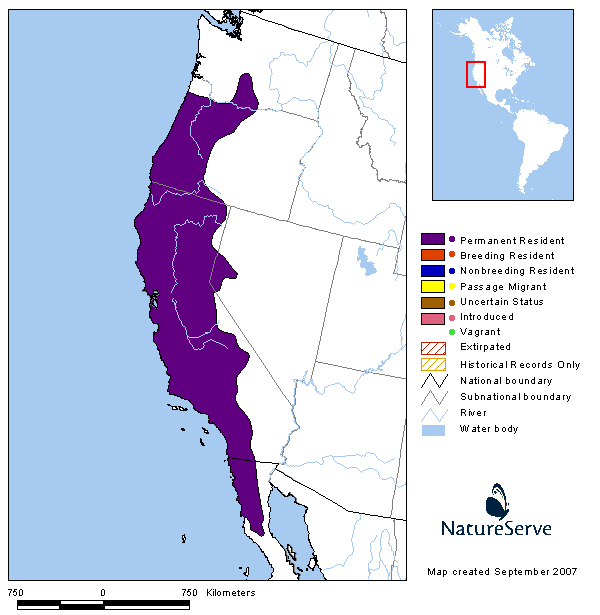 Permanent Resident
Breeding Resident
Nonbreeding Resident
Passage Migrant
Uncertain Status
Introduced
Vagrant
Extirpated
Historical Records Only
National boundary
Subnational boundary
River
Water body
NatureServe
Map created September 2007
750 0 750 Kilometers